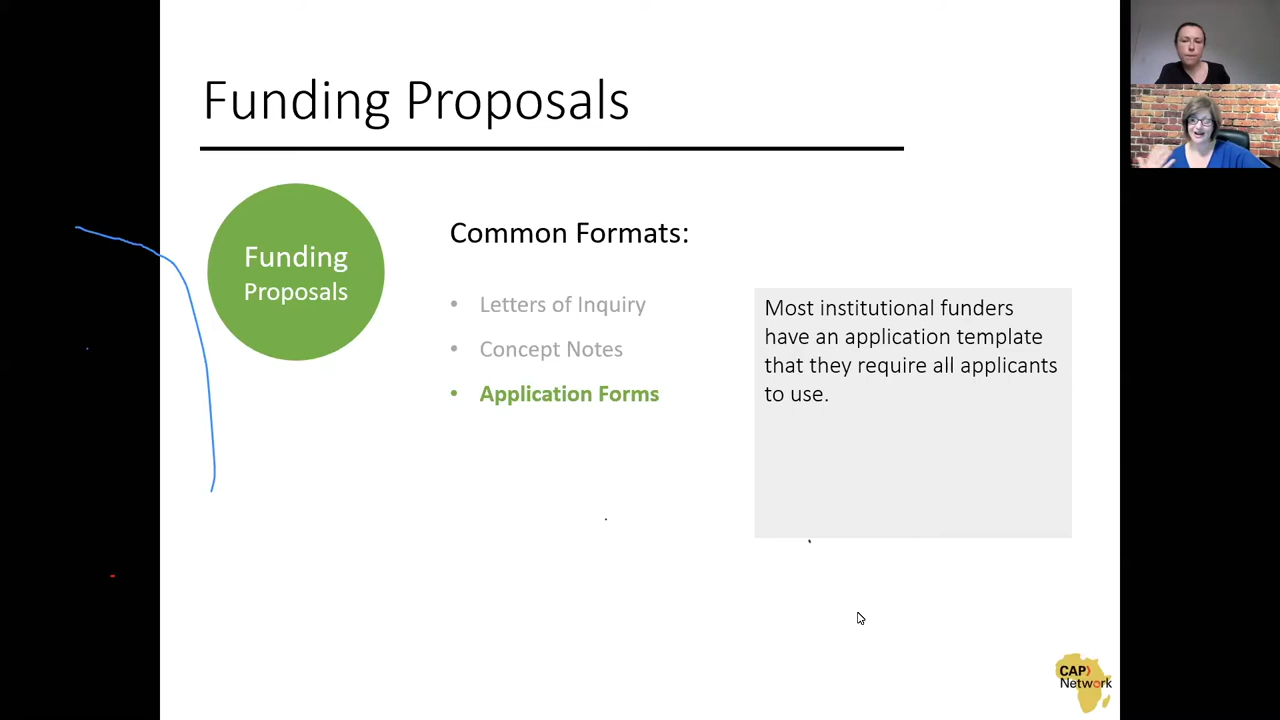 Funding Proposals
Funding
Proposals
Common Formats:
• Letters of Inquiry
• Concept Notes
• Application Forms
Most institutional funders
have an application template
that they require all applicants
to use.
CAP)
Network